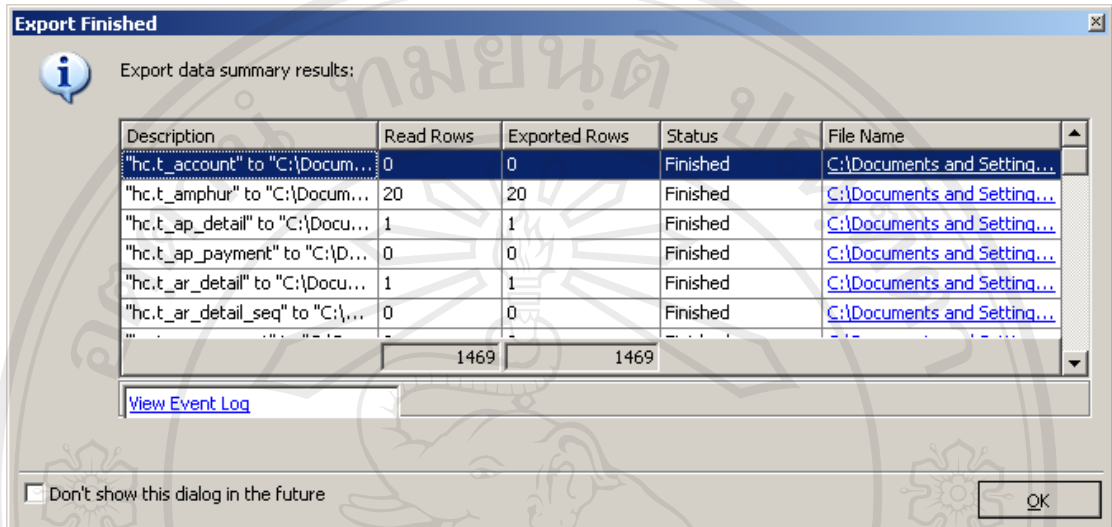 Export Finished
Export data summary results:
Description Read Rows Exported Rows Status File Name
"hc.t_account" to "C:\Docum... 0 0 Finished C:\Documents and Setting...
"hc.t_amphur" to "C:\Docum... 20 20 Finished C:\Documents and Setting...
"hc.t_ap_detail" to "C:\Docu... 1 1 Finished C:\Documents and Setting...
"hc.t_ap_payment" to "C:\D... 0 0 Finished C:\Documents and Setting...
"hc.t_ar_detail" to "C:\Docu... 1 1 Finished C:\Documents and Setting...
"hc.t_ar_detail_seq" to "C:\... 0 0 Finished C:\Documents and Setting...
1469 1469
View Event Log
Don't show this dialog in the future
OK